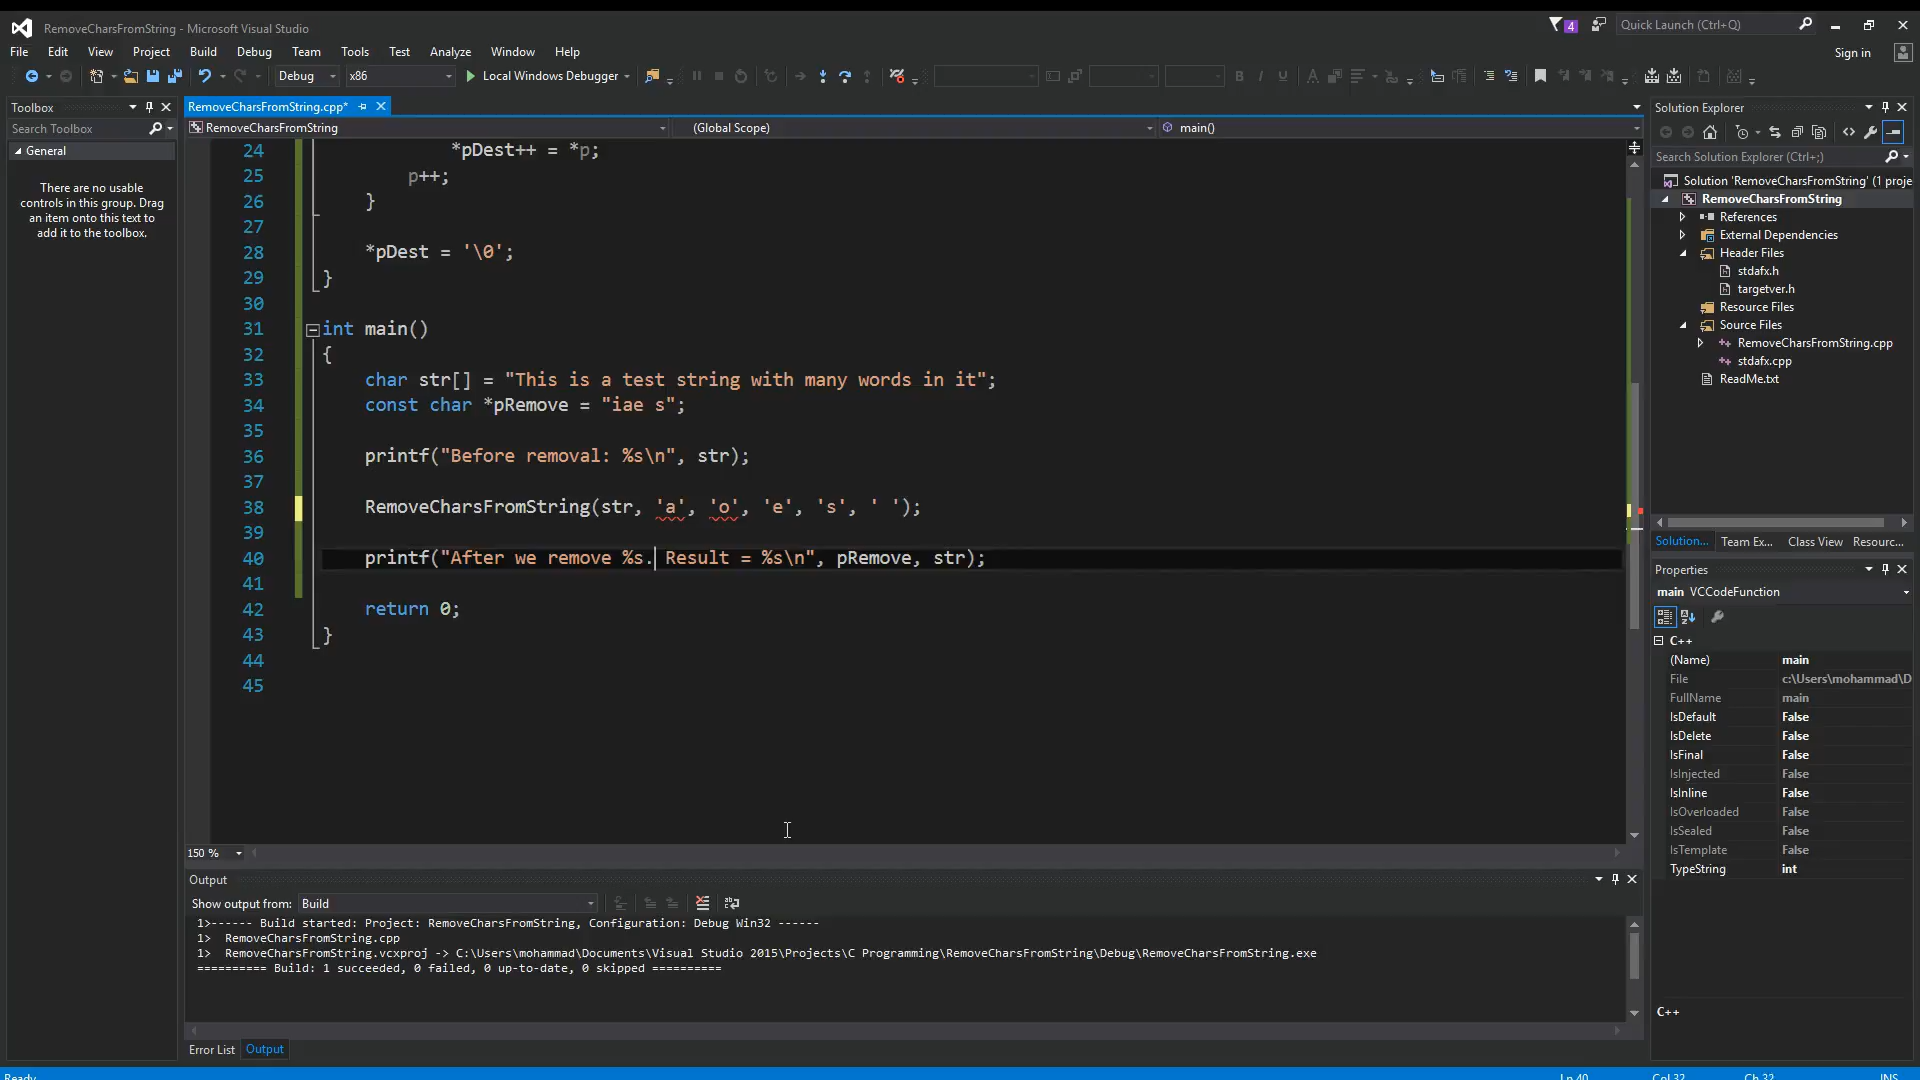 RemoveCharsFromString - Microsoft Visual Studio
4
Quick Launch (Ctrl+Q)
File Edit View Project Build Debug Team Tools Test Analyze Window Help
Sign in
Debug x86 Local Windows Debugger
Toolbox
Search Toolbox
General
There are no usable
controls in this group. Drag
an item onto this text to
add it to the toolbox.
RemoveCharsFromString.cpp*
RemoveCharsFromString (Global Scope) main()
24 *pDest++ = *p;
25 p++;
26 }
27
28 *pDest = '\0';
29 }
30
31 int main()
32 {
33 char str[] = "This is a test string with many words in it";
34 const char *pRemove = "iae s";
35
36 printf("Before removal: %s\n", str);
37
38 RemoveCharsFromString(str, 'a', 'o', 'e', 's', ' ');
39
40 printf("After we remove %s. Result = %s\n", pRemove, str);
41
42 return 0;
43 }
44
45
150 %
Output
Show output from: Build
1>------ Build started: Project: RemoveCharsFromString, Configuration: Debug Win32 ------
1> RemoveCharsFromString.cpp
1> RemoveCharsFromString.vcxproj -> C:\Users\mohammad\Documents\Visual Studio 2015\Projects\C Programming\RemoveCharsFromString\Debug\RemoveCharsFromString.exe
========== Build: 1 succeeded, 0 failed, 0 up-to-date, 0 skipped ==========
Error List Output
Solution Explorer
Search Solution Explorer (Ctrl+;)
Solution 'RemoveCharsFromString' (1 proje
RemoveCharsFromString
References
External Dependencies
Header Files
stdafx.h
targetver.h
Resource Files
Source Files
RemoveCharsFromString.cpp
stdafx.cpp
ReadMe.txt
Solution... Team Ex... Class View Resourc...
Properties
main VCCodeFunction
C++
(Name) main
File c:\Users\mohammad\D
FullName main
IsDefault False
IsDelete False
IsFinal False
IsInjected False
IsInline False
IsOverloaded False
IsSealed False
IsTemplate False
TypeString int
C++
Ready Ln 40 Col 32 Ch 32 INS